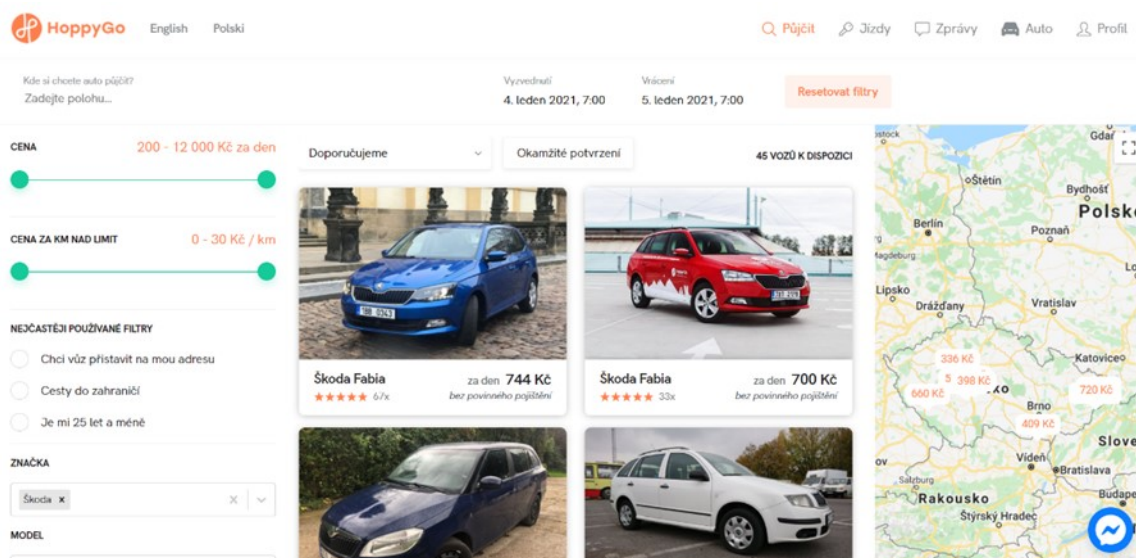 HoppyGo English Polski Půjčit Jízdy Zprávy Auto Profil
Kde si chcete auto půjčit? Vyzvednutí Vrácení
Zadejte polohu... 4. leden 2021, 7:00 5. leden 2021, 7:00 Resetovat filtry
CENA 200 - 12 000 Kč za den
Doporučujeme Okamžité potvrzení 45 VOZŮ K DISPOZICI
CENA ZA KM NAD LIMIT 0 - 30 Kč / km
NEJČASTĚJI POUŽÍVANÉ FILTRY
Chci vůz přistavit na mou adresu
Cesty do zahraničí
Je mi 25 let a méně
ZNAČKA
Škoda x
MODEL
Škoda Fabia za den 744 Kč
67x bez povinného pojištění
Škoda Fabia za den 700 Kč
33x bez povinného pojištění
ostock
Gdaň
Štětín
Bydhošť
Polsko
Berlín
Poznaň
Magdeburg
Lipsko
Drážďany
Vratislav
336 Kč
Katovice
5 398 Kč
660 Kč
720 Kč
Brno
409 Kč
Slove
Vídeň
Bratislava
Salzburg
Rakousko
Budape
Štýrský Hradec